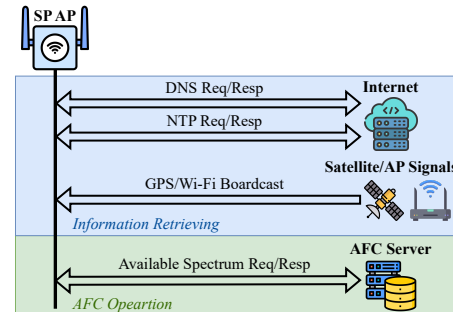 SP AP
DNS Req/Resp
Internet
NTP Req/Resp
Satellite/AP Signals
GPS/Wi-Fi Boardcast
Information Retrieving
AFC Server
Available Spectrum Req/Resp
AFC Opeartion